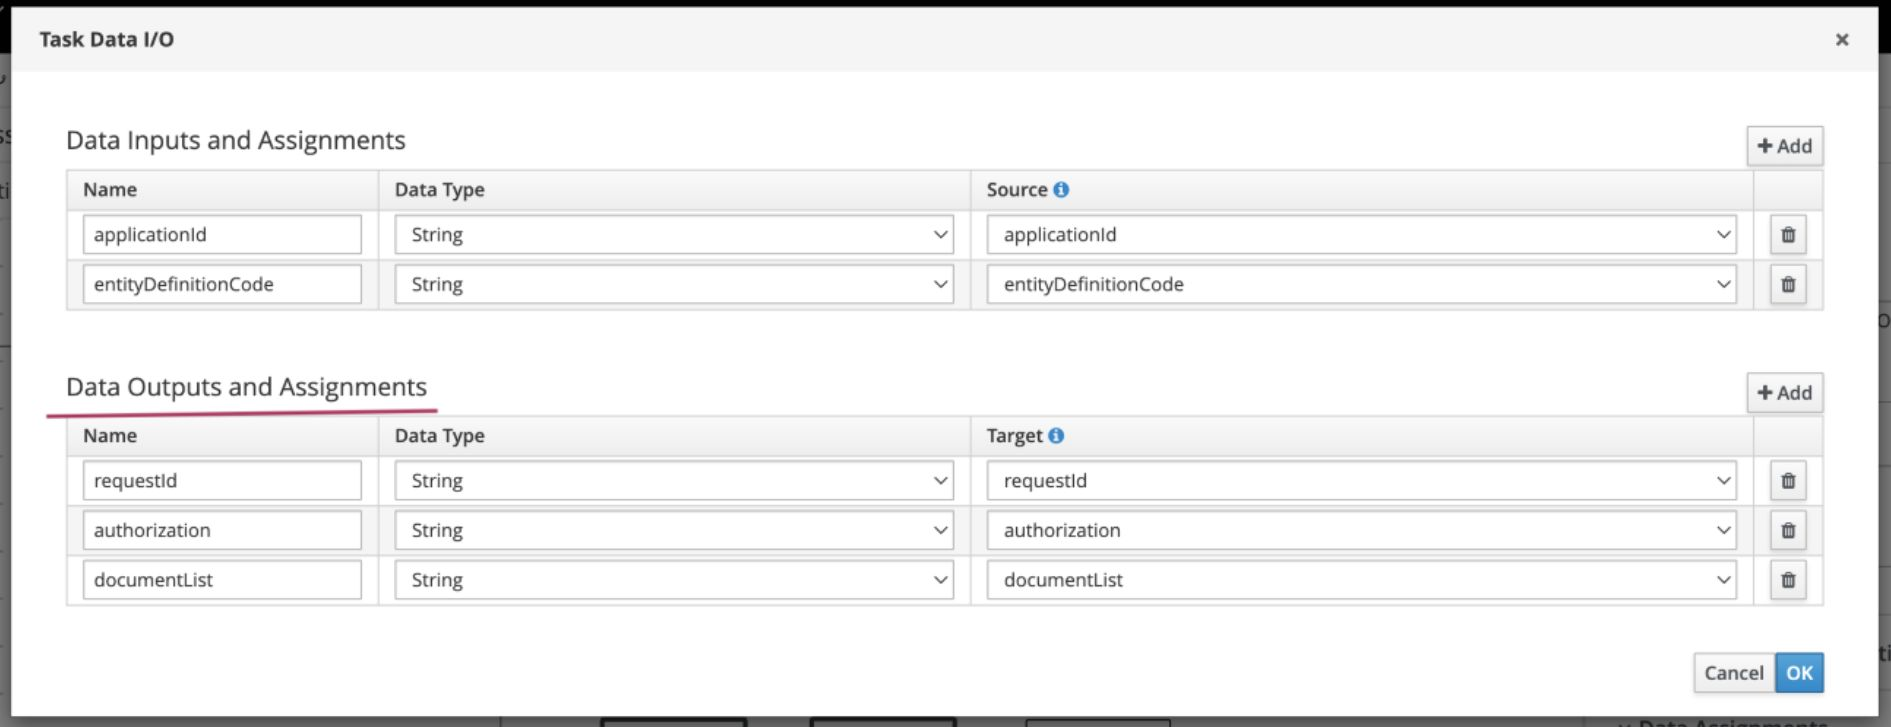 Task Data I/O ×
Data Inputs and Assignments
+ Add
Name Data Type Source
applicationId String applicationId
entityDefinitionCode String entityDefinitionCode
Data Outputs and Assignments
+ Add
Name Data Type Target
requestId String requestId
authorization String authorization
documentList String documentList
Cancel OK